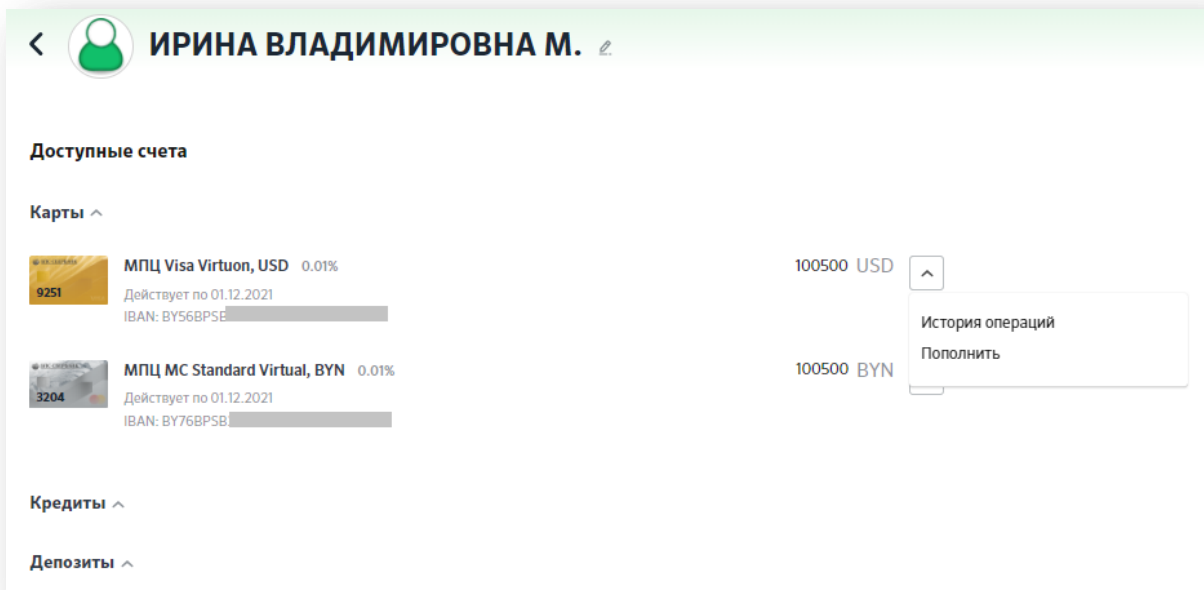 ИРИНА ВЛАДИМИРОВНА М.
Доступные счета
Карты
9251
МПЦ Visa Virtuon, USD 0.01%
100500 USD
Действует по 01.12.2021
IBAN: BY56BPSB
История операций
Пополнить
3204
МПЦ MC Standard Virtual, BYN 0.01%
100500 BYN
Действует по 01.12.2021
IBAN: BY76BPSB
Кредиты
Депозиты